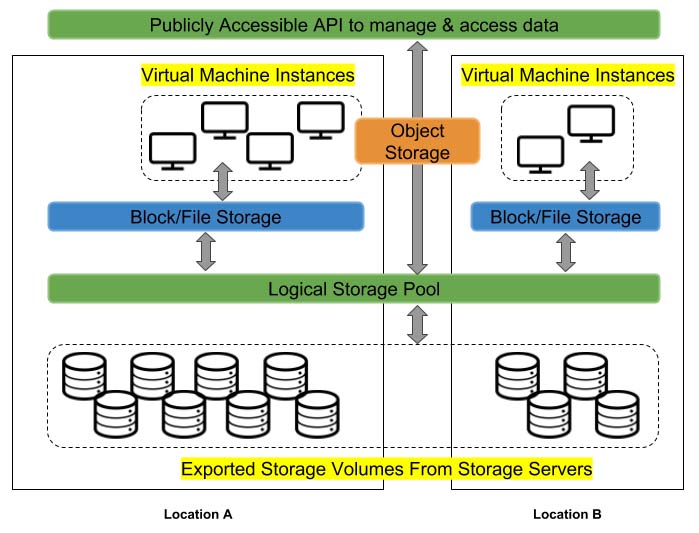 Publicly Accessible API to manage & access data
Virtual Machine Instances
Virtual Machine Instances
Object
Storage
Block/File Storage
Block/File Storage
Logical Storage Pool
Exported Storage Volumes From Storage Servers
Location A
Location B